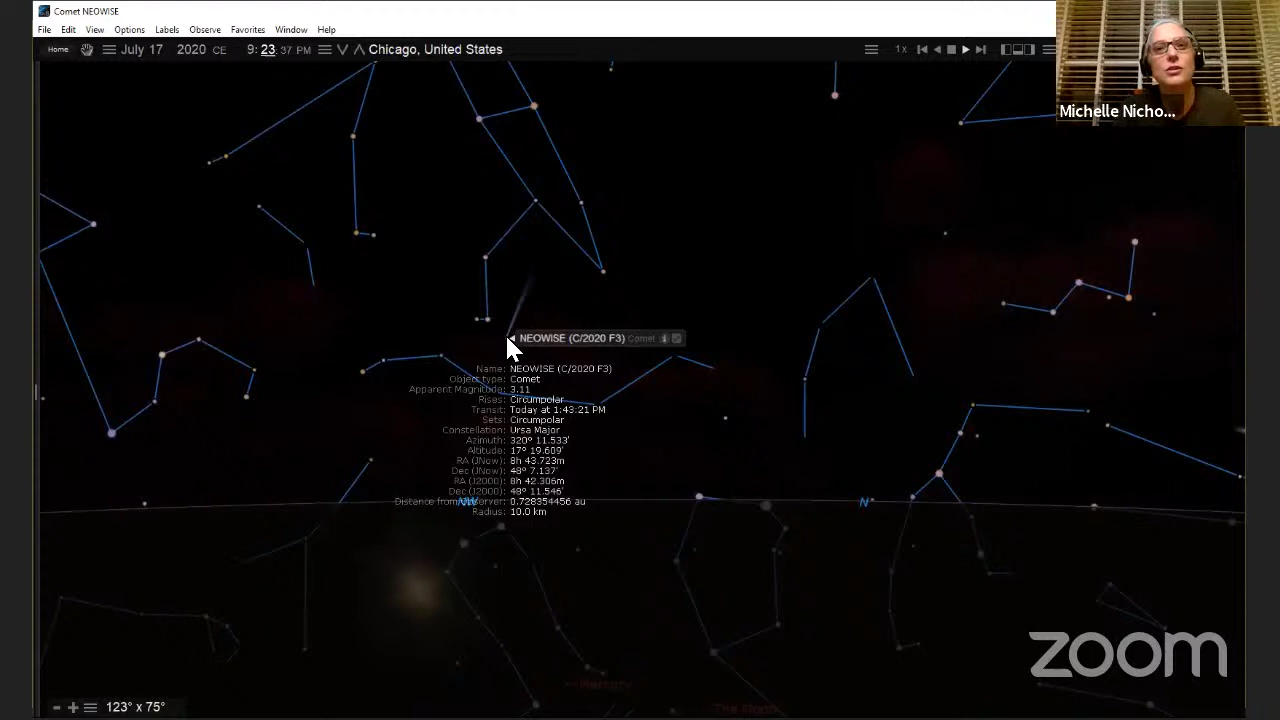 Comet NEOWISE
File Edit View Options Labels Observe Favorites Window Help
Home July 17 2020 CE 9:23:37 PM Chicago, United States 1x
Michelle Nicho...
NEOWISE (C/2020 F3) Comet
Name: NEOWISE (C/2020 F3)
Object type: Comet
Apparent Magnitude: 3.11
Rises: Circumpolar
Transit: Today at 1:43:21 PM
Sets: Circumpolar
Constellation: Ursa Major
Azimuth: 320° 11.533'
Altitude: 17° 19.609'
RA (JNow): 8h 43.723m
Dec (JNow): 48° 7.137'
RA (J2000): 8h 42.306m
Dec (J2000): 48° 11.546'
Distance from Observer: 0.728354456 au
NW
N
Radius: 10.0 km
Mercury
The Moon
zoom
123° x 75°